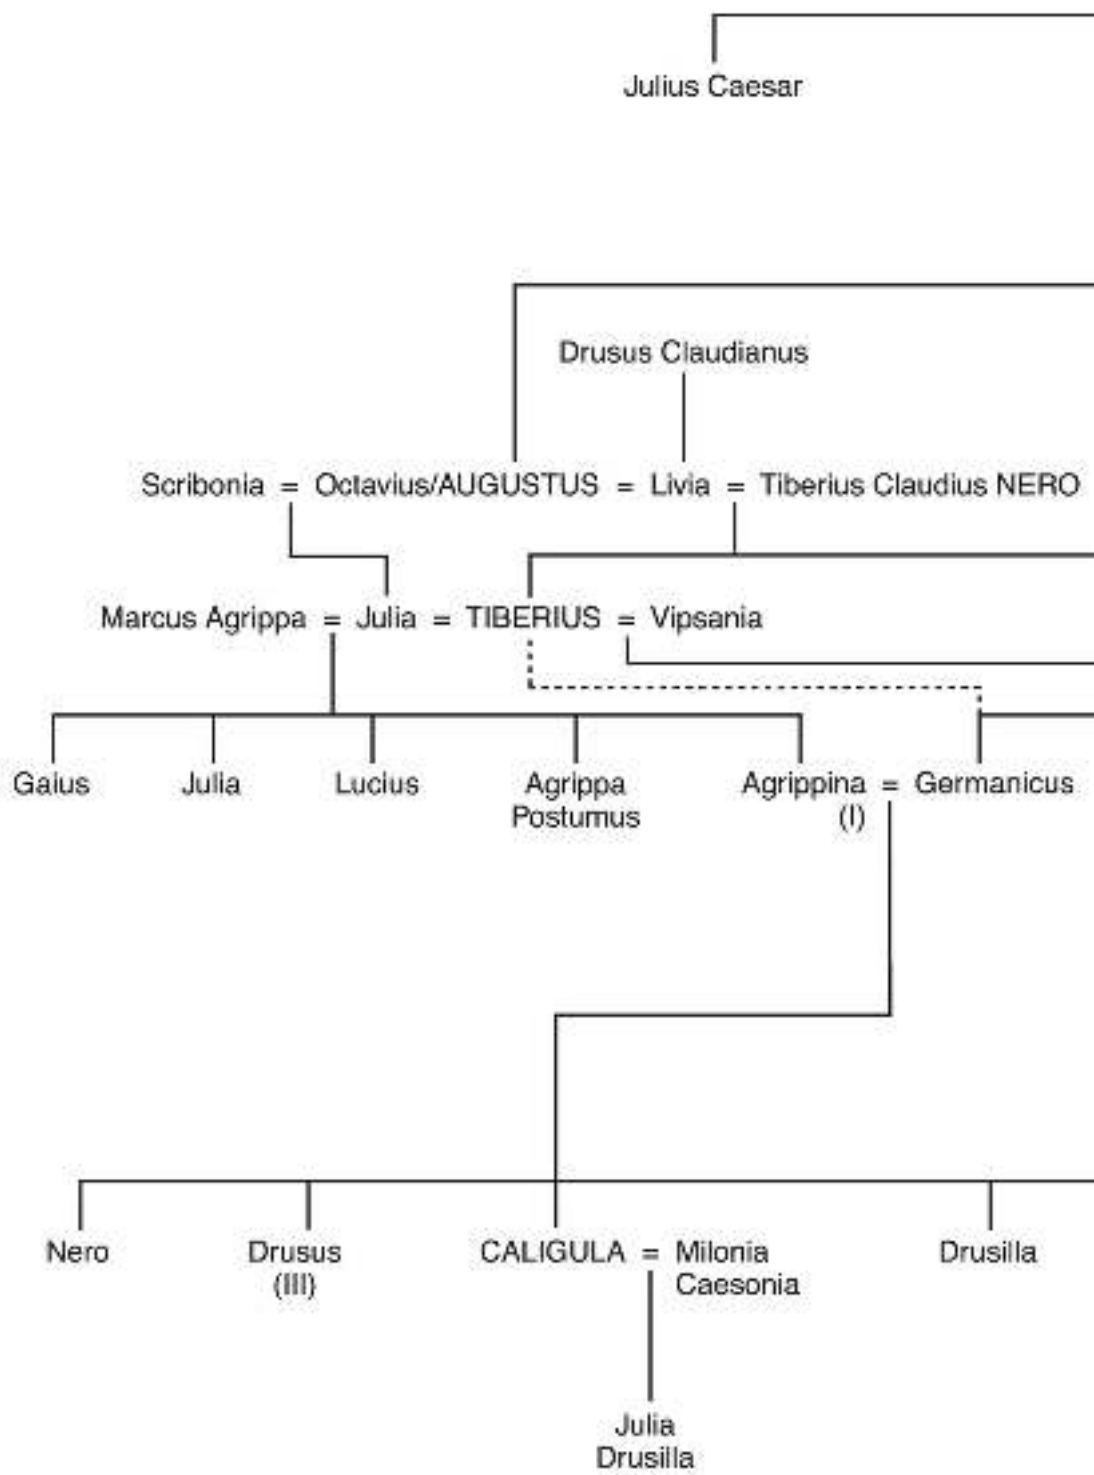 Julius Caesar
Drusus Claudianus
Scribonia = Octavius/AUGUSTUS = Livia = Tiberius Claudius NERO
Marcus Agrippa = Julia = TIBERIUS = Vipsania
Gaius Julia Lucius Agrippa Postumus Agrippina (I) = Germanicus
Nero Drusus (III) CALIGULA = Milonia Caesonia Drusilla
Julia
Drusilla